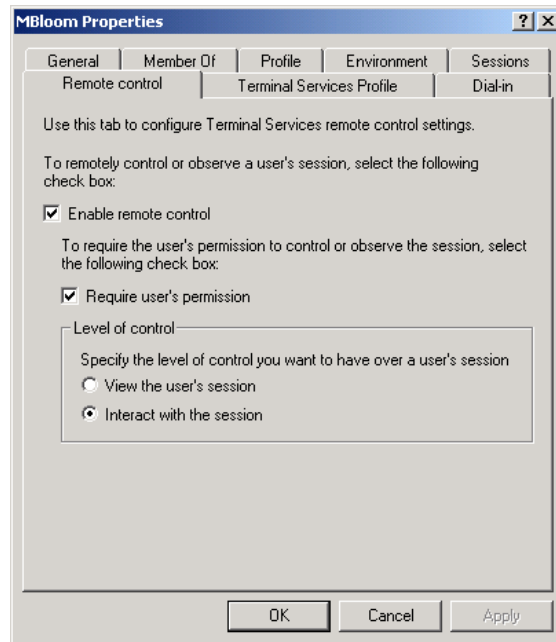 MBloom Properties
General Member Of Profile Environment Sessions
Remote control Terminal Services Profile Dial-in
Use this tab to configure Terminal Services remote control settings.
To remotely control or observe a user's session, select the following
check box:
Enable remote control
To require the user's permission to control or observe the session, select
the following check box:
Require user's permission
Level of control
Specify the level of control you want to have over a user's session
View the user's session
Interact with the session
OK Cancel Apply